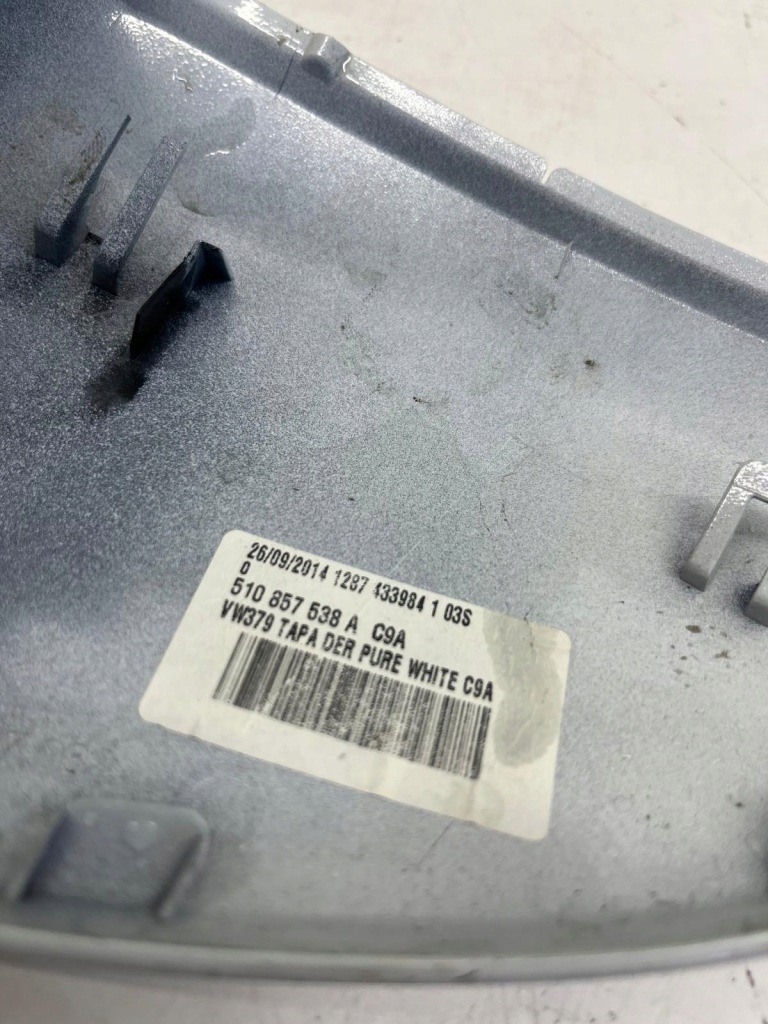 26/09/2014 1287 433984 1 03S
0
510 857 538 A C9A
VW379 TAPA DER PURE WHITE C9A